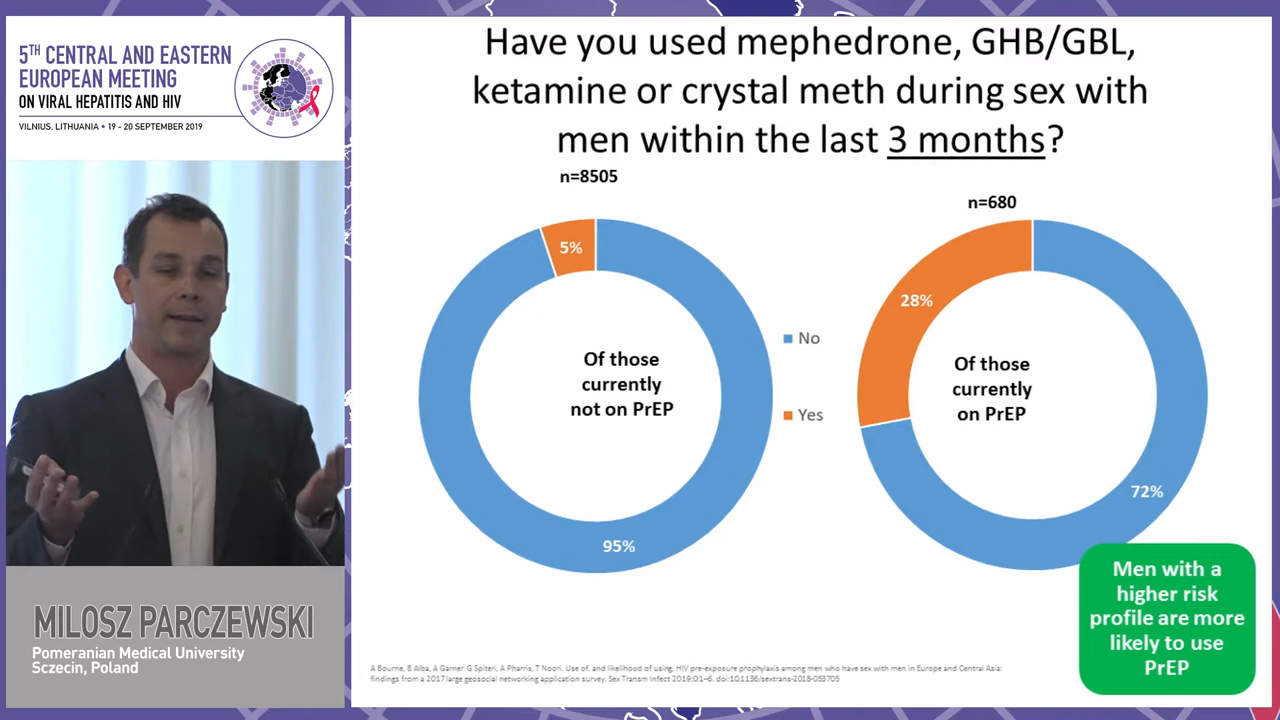 5TH CENTRAL AND EASTERN
EUROPEAN MEETING
ON VIRAL HEPATITIS AND HIV
VILNIUS, LITHUANIA • 19 - 20 SEPTEMBER 2019
MILOSZ PARCZEWSKI
Pomeranian Medical University
Sczecin, Poland
Have you used mephedrone, GHB/GBL,
ketamine or crystal meth during sex with
men within the last 3 months?
n=8505
5%
Of those
currently
not on PrEP
95%
No
Yes
n=680
28%
Of those
currently
on PrEP
72%
Men with a
higher risk
profile are more
likely to use
PrEP
A Bourne, B Alba, A Garner G Spiteri, A Pharris, T Noori. Use of, and likelihood of using, HIV pre-exposure prophylaxis among men who have sex with men in Europe and Central Asia:
findings from a 2017 large geosocial networking application survey. Sex Transm Infect 2019;0:1–6. doi:10.1136/sextrans-2018-053705